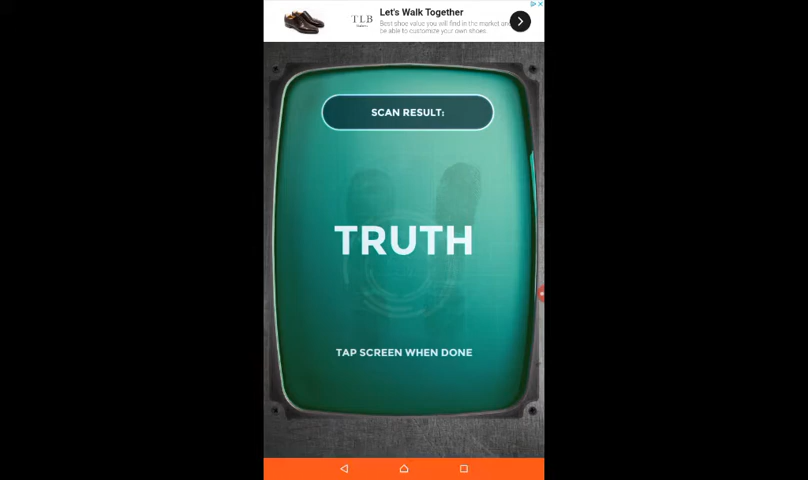 Let's Walk Together
TLB
Best shoe value you will find in the market and
be able to customize your own shoes.
SCAN RESULT:
TRUTH
TAP SCREEN WHEN DONE